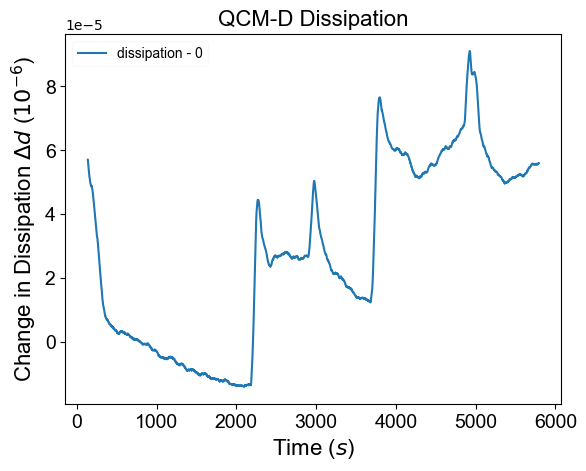 QCM-D Dissipation
1e−5
dissipation - 0
Change in Dissipation Δd (10⁻⁶)
8
6
4
2
0
0 1000 2000 3000 4000 5000 6000
Time (s)